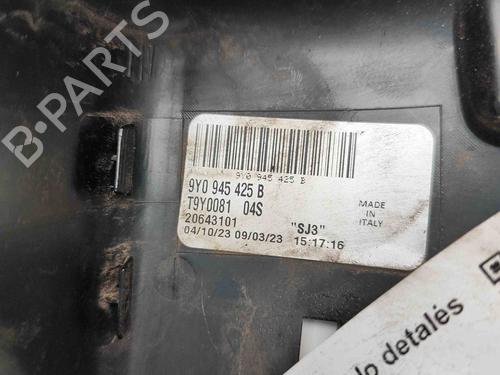 B-PARTS
9Y0 945 425 B
9Y0 945 425 B
T9Y0081 04S
20643101 "SJ3"
04/10/23 09/03/23 15:17:16
MADE
IN
ITALY
detalės